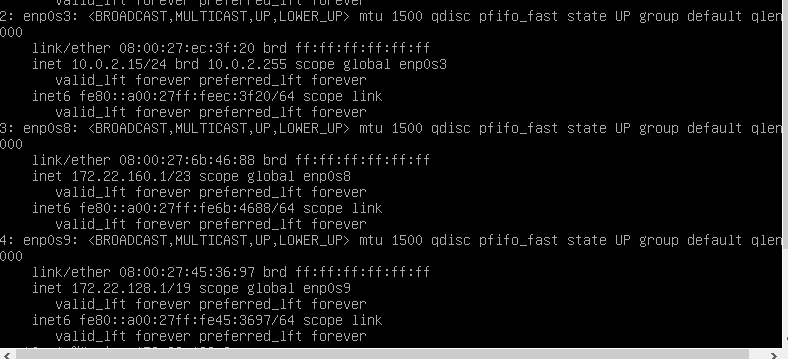 valid_lft forever preferred_lft forever
2: enp0s3: <BROADCAST,MULTICAST,UP,LOWER_UP> mtu 1500 qdisc pfifo_fast state UP group default qlen
000
link/ether 08:00:27:ec:3f:20 brd ff:ff:ff:ff:ff:ff
inet 10.0.2.15/24 brd 10.0.2.255 scope global enp0s3
valid_lft forever preferred_lft forever
inet6 fe80::a00:27ff:feec:3f20/64 scope link
valid_lft forever preferred_lft forever
3: enp0s8: <BROADCAST,MULTICAST,UP,LOWER_UP> mtu 1500 qdisc pfifo_fast state UP group default qlen
000
link/ether 08:00:27:6b:46:88 brd ff:ff:ff:ff:ff:ff
inet 172.22.160.1/23 scope global enp0s8
valid_lft forever preferred_lft forever
inet6 fe80::a00:27ff:fe6b:4688/64 scope link
valid_lft forever preferred_lft forever
4: enp0s9: <BROADCAST,MULTICAST,UP,LOWER_UP> mtu 1500 qdisc pfifo_fast state UP group default qlen
000
link/ether 08:00:27:45:36:97 brd ff:ff:ff:ff:ff:ff
inet 172.22.128.1/19 scope global enp0s9
valid_lft forever preferred_lft forever
inet6 fe80::a00:27ff:fe45:3697/64 scope link
valid_lft forever preferred_lft forever